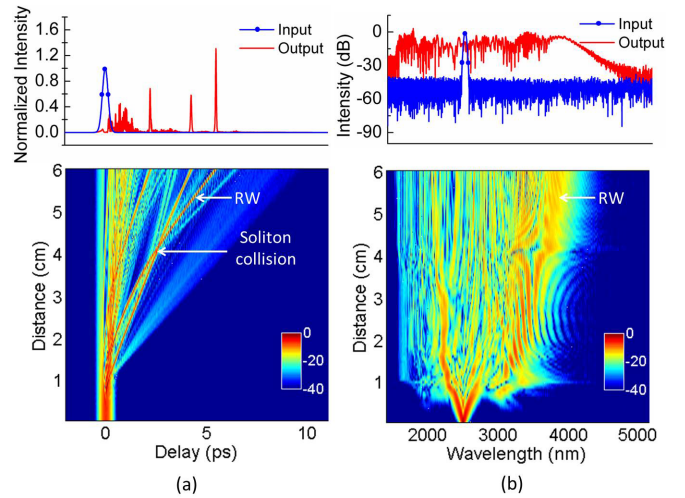 Normalized Intensity
1.6
1.2
0.8
0.4
0.0
Input
Output
6
5
4
3
2
1
Distance (cm)
RW
Soliton
collision
0
-20
-40
0
5
10
Delay (ps)
(a)
Intensity (dB)
0
-30
-60
-90
Input
Output
6
5
4
3
2
1
Distance (cm)
RW
0
-20
-40
2000
3000
4000
5000
Wavelength (nm)
(b)